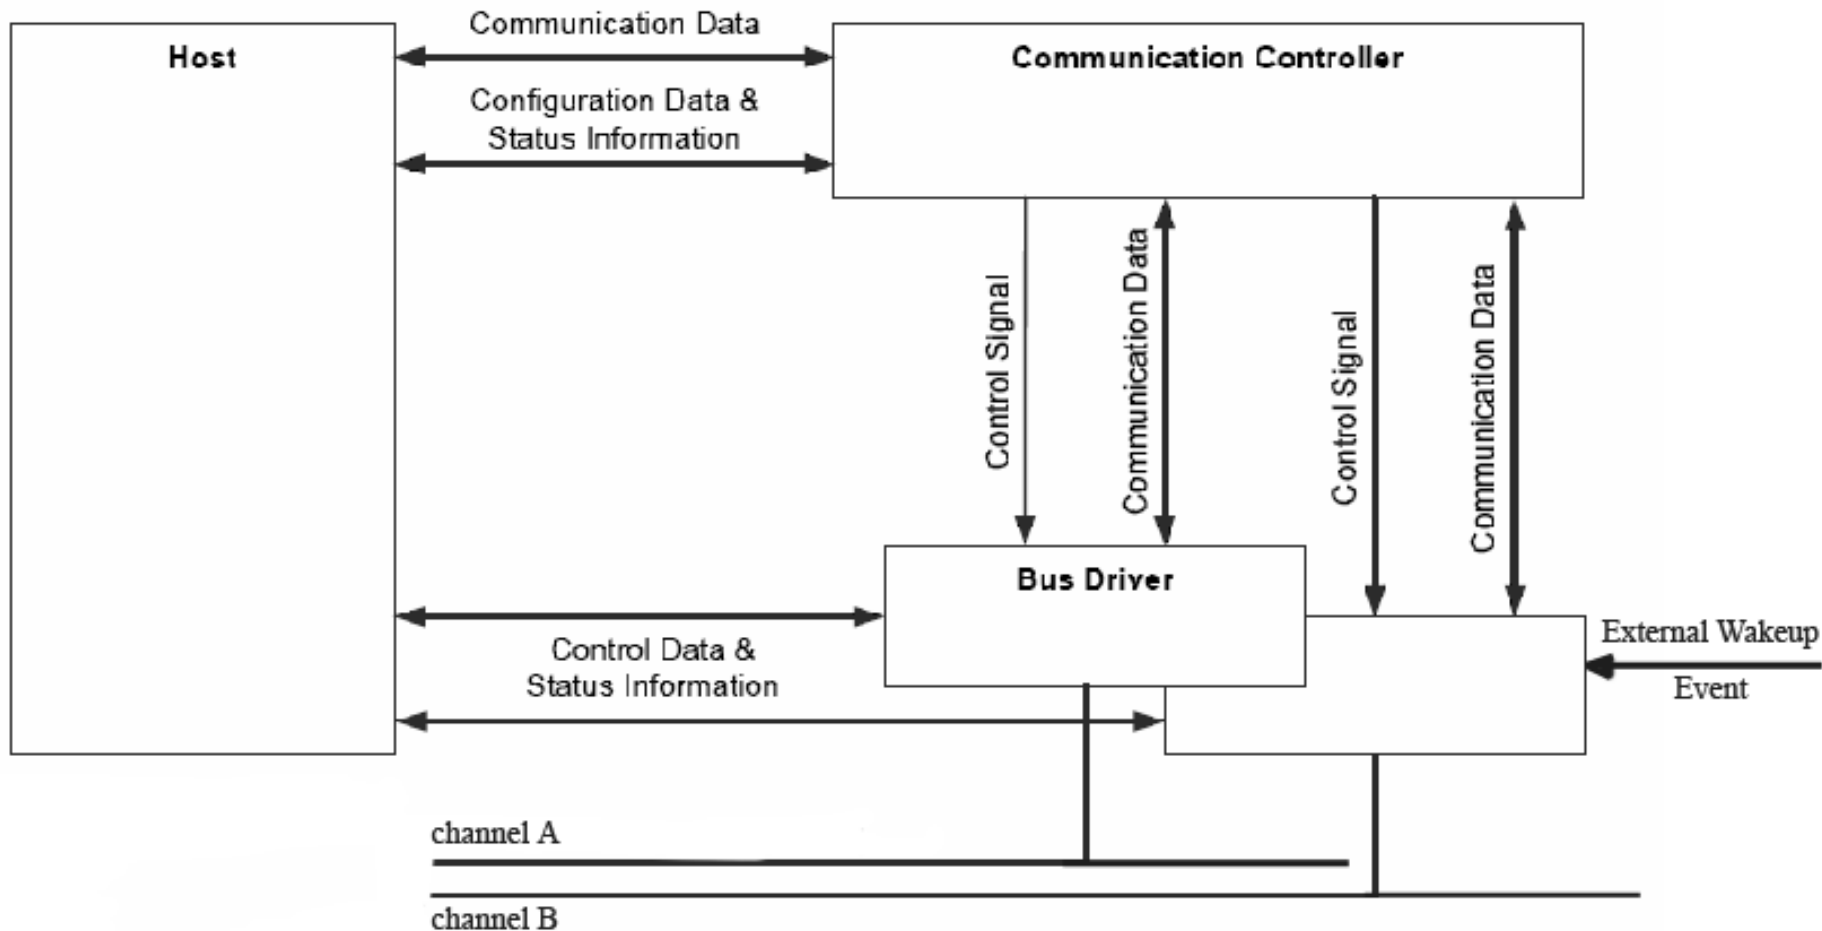 Host
Communication Data
Communication Controller
Configuration Data &
Status Information
Control Signal
Communication Data
Control Signal
Communication Data
Bus Driver
Control Data &
Status Information
External Wakeup
Event
channel A
channel B